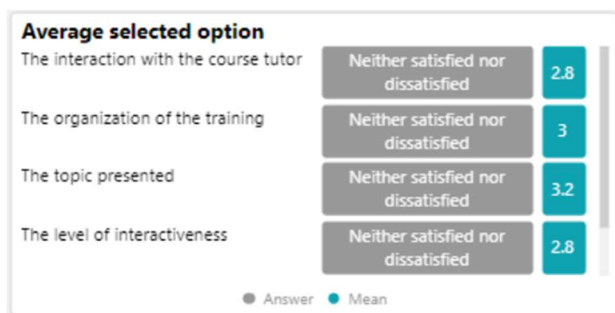 Average selected option
The interaction with the course tutor
Neither satisfied nor
dissatisfied
2.8
The organization of the training
Neither satisfied nor
dissatisfied
3
The topic presented
Neither satisfied nor
dissatisfied
3.2
The level of interactiveness
Neither satisfied nor
dissatisfied
2.8
Answer Mean